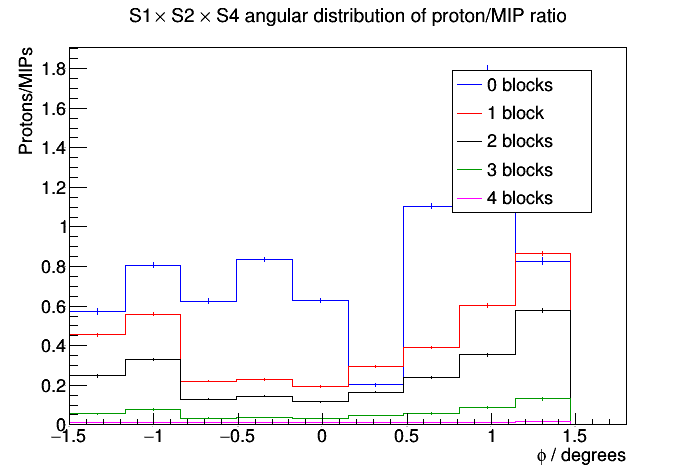 S1 × S2 × S4 angular distribution of proton/MIP ratio
Protons/MIPs
1.8
1.6
1.4
1.2
1
0.8
0.6
0.4
0.2
0
0 blocks
1 block
2 blocks
3 blocks
4 blocks
−1.5 −1 −0.5 0 0.5 1 1.5
ϕ / degrees